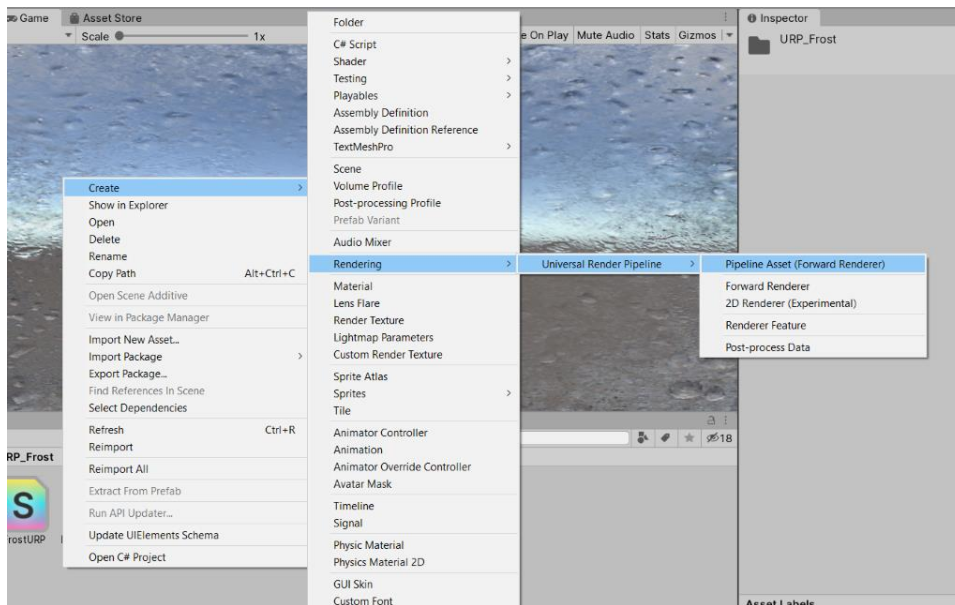 Game
Asset Store
Scale
1x
e On Play
Mute Audio
Stats
Gizmos
Inspector
URP_Frost
Create
Show in Explorer
Open
Delete
Rename
Copy Path Alt+Ctrl+C
Open Scene Additive
View in Package Manager
Import New Asset...
Import Package
Export Package...
Find References In Scene
Select Dependencies
Refresh Ctrl+R
Reimport
Reimport All
Extract From Prefab
Run API Updater...
Update UIElements Schema
Open C# Project
Folder
C# Script
Shader
Testing
Playables
Assembly Definition
Assembly Definition Reference
TextMeshPro
Scene
Volume Profile
Post-processing Profile
Prefab Variant
Audio Mixer
Rendering
Material
Lens Flare
Render Texture
Lightmap Parameters
Custom Render Texture
Sprite Atlas
Sprites
Tile
Animator Controller
Animation
Animator Override Controller
Avatar Mask
Timeline
Signal
Physic Material
Physics Material 2D
GUI Skin
Custom Font
Universal Render Pipeline
Pipeline Asset (Forward Renderer)
Forward Renderer
2D Renderer (Experimental)
Renderer Feature
Post-process Data
18
RP_Frost
S
rostURP
Asset Labels